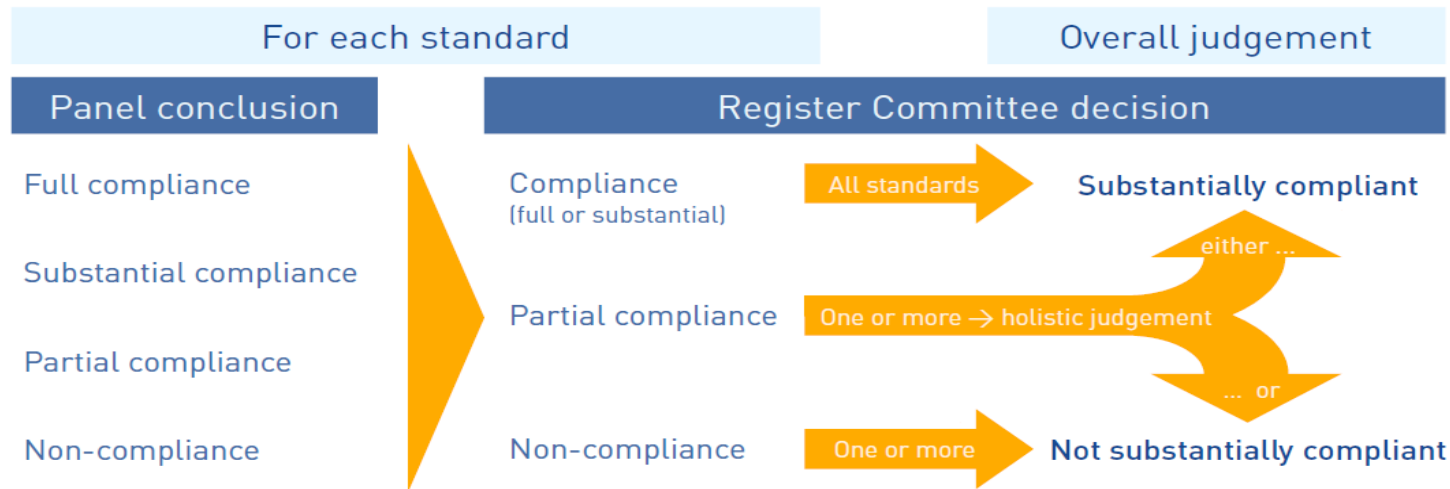 For each standard
Overall judgement
Panel conclusion
Register Committee decision
Full compliance
Substantial compliance
Partial compliance
Non-compliance
Compliance
(full or substantial)
All standards
Substantially compliant
either ...
Partial compliance
One or more → holistic judgement
... or
Non-compliance
One or more
Not substantially compliant